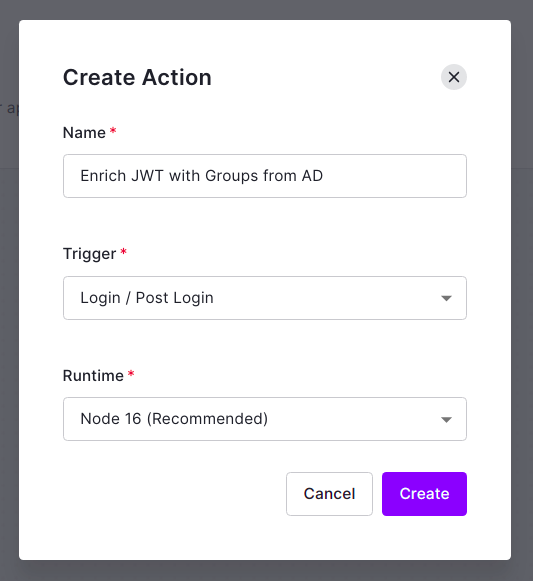 Create Action
r ap
Name *
Enrich JWT with Groups from AD
Trigger *
Login / Post Login
Runtime *
Node 16 (Recommended)
Cancel
Create